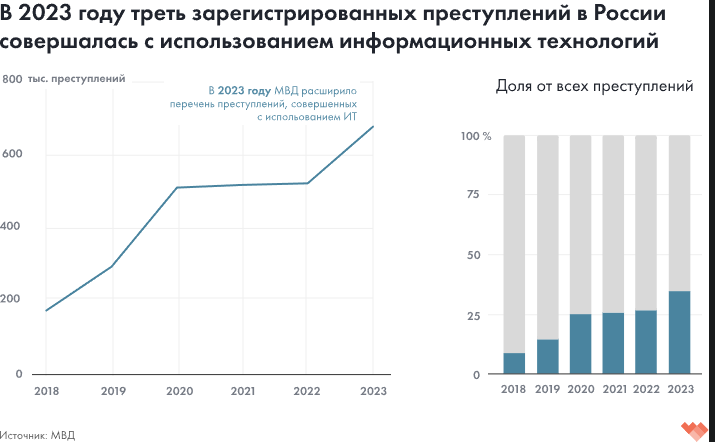 В 2023 году треть зарегистрированных преступлений в России
совершалась с использованием информационных технологий
800 тыс. преступлений
В 2023 году МВД расширило
перечень преступлений, совершенных
с использованием ИТ
600
400
200
0
2018 2019 2020 2021 2022 2023
Доля от всех преступлений
100 %
75
50
25
0
2018 2019 2020 2021 2022 2023
Источник: МВД